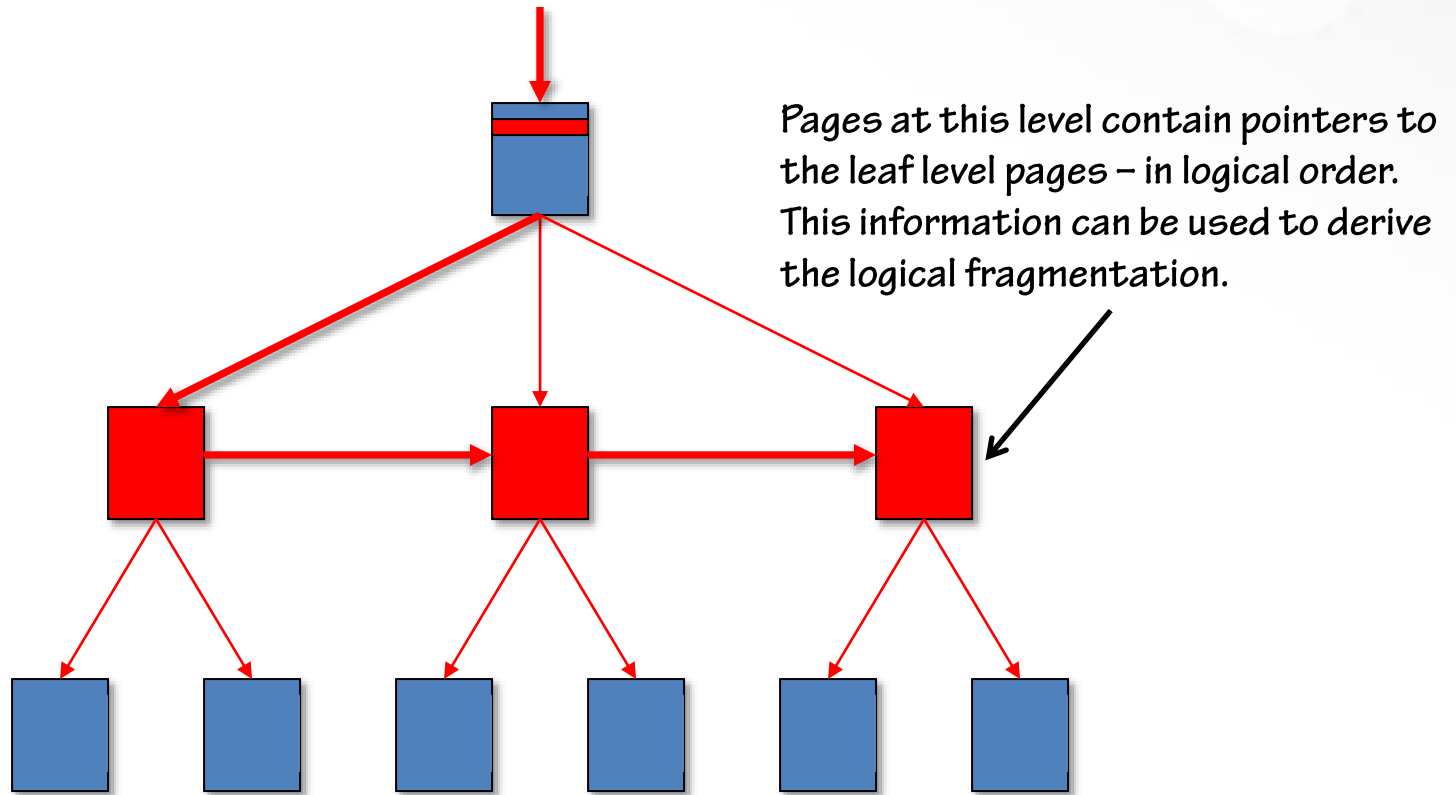 Pages at this level contain pointers to
the leaf level pages – in logical order.
This information can be used to derive
the logical fragmentation.